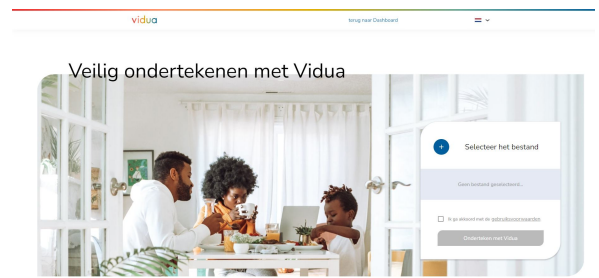 vidua
terug naar Dashboard
Veilig ondertekenen met Vidua
Selecteer het bestand
Geen bestand geselecteerd...
Ik ga akkoord met de gebruiksvoorwaarden
Onderteken met Vidua